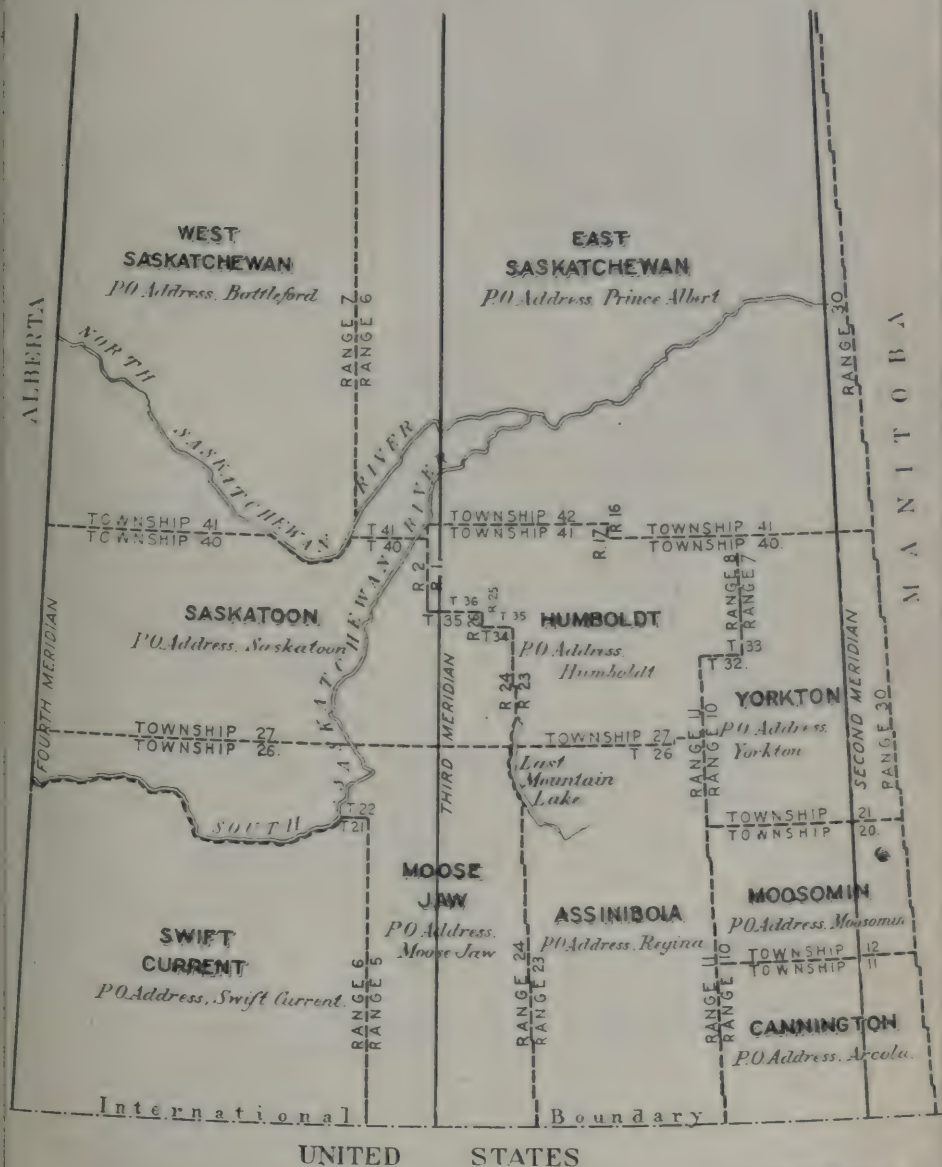 WEST
SASKATCHEWAN
P.O. Address, Battleford.
EAST
SASKATCHEWAN
P.O. Address, Prince Albert
ALBERTA
MANITOBA
RANGE 7
RANGE 6
RANGE 30
NORTH SASKATCHEWAN RIVER
TOWNSHIP 41
TOWNSHIP 40
T 41
T 40
TOWNSHIP 42
TOWNSHIP 41
R 17
R 16
TOWNSHIP 41
TOWNSHIP 40.
R 2
R 1
T 36
T 35
R 25
T 35
T 34
RANGE 8
RANGE 7
T 33
T 32.
SASKATOON
P.O. Address, Saskatoon
SASKATCHEWAN RIVER
SOUTH
HUMBOLDT
P.O. Address,
Humboldt
R 24
R 23
FOURTH MERIDIAN
THIRD MERIDIAN
SECOND MERIDIAN
YORKTON
P.O. Address,
Yorkton
RANGE 30
TOWNSHIP 27
TOWNSHIP 26.
TOWNSHIP 27
T 26
RANGE 11
RANGE 10
Last
Mountain
Lake
T 22
T 21
TOWNSHIP 21
TOWNSHIP 20.
MOOSE
JAW
P.O. Address,
Moose Jaw
ASSINIBOIA
P.O. Address, Regina
MOOSOMIN
P.O. Address, Moosomin
SWIFT
CURRENT
P.O. Address, Swift Current.
RANGE 6
RANGE 5
RANGE 24
RANGE 23
RANGE 11
RANGE 10
TOWNSHIP 12
TOWNSHIP 11
CANNINGTON
P.O. Address, Arcola.
International Boundary
UNITED STATES